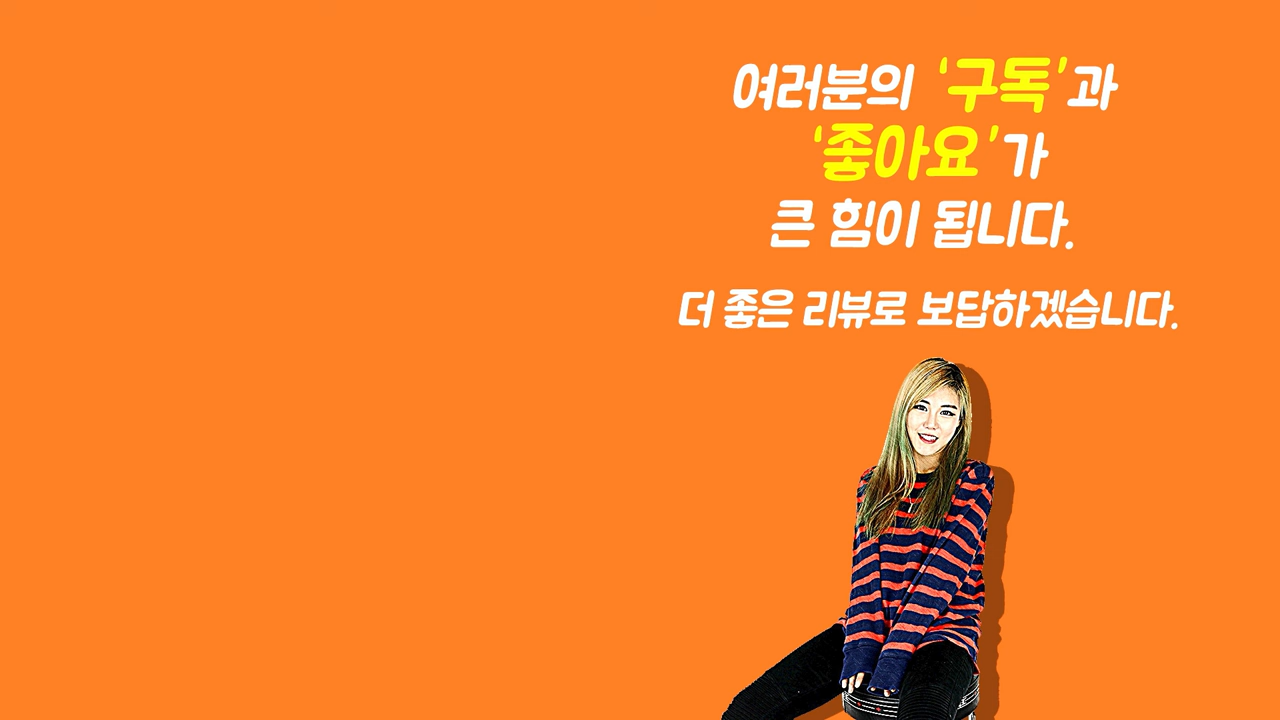 여러분의 '구독'과
'좋아요'가
큰 힘이 됩니다.
더 좋은 리뷰로 보답하겠습니다.